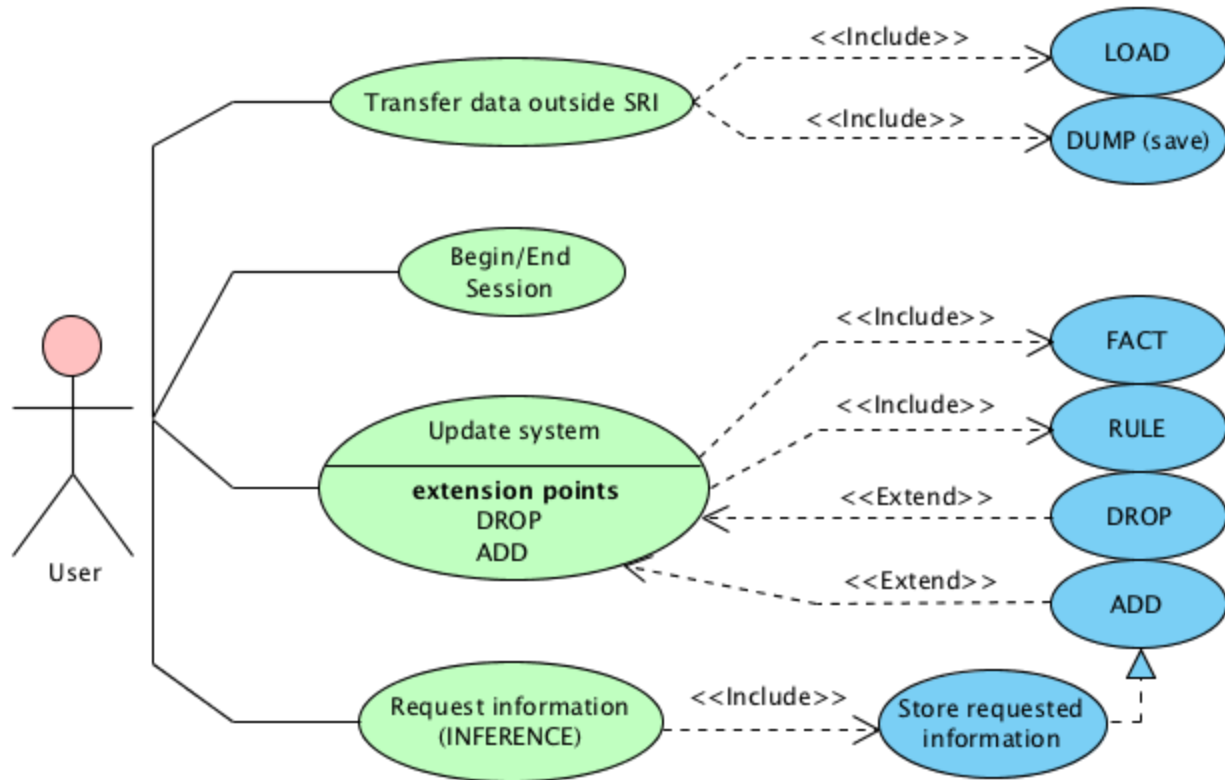 <<Include>>
LOAD
Transfer data outside SRI
<<Include>>
DUMP (save)
Begin/End
Session
<<Include>>
FACT
<<Include>>
RULE
Update system
extension points
DROP
ADD
<<Extend>>
DROP
<<Extend>>
ADD
User
Request information
(INFERENCE)
<<Include>>
Store requested
information